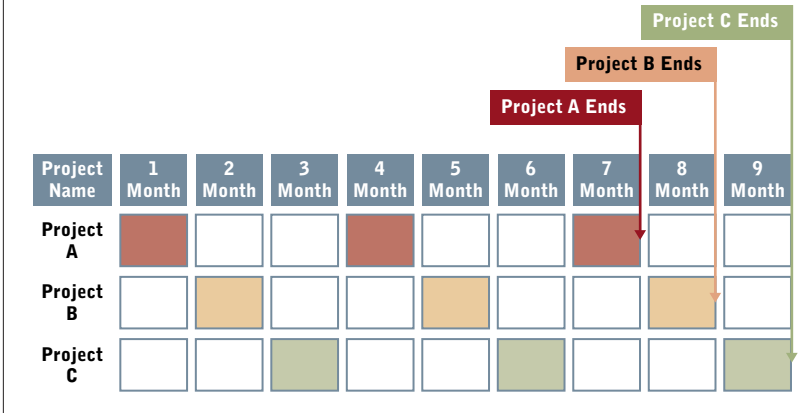 Project C Ends
Project B Ends
Project A Ends
Project Name
1 Month
2 Month
3 Month
4 Month
5 Month
6 Month
7 Month
8 Month
9 Month
Project
A
Project
B
Project
C